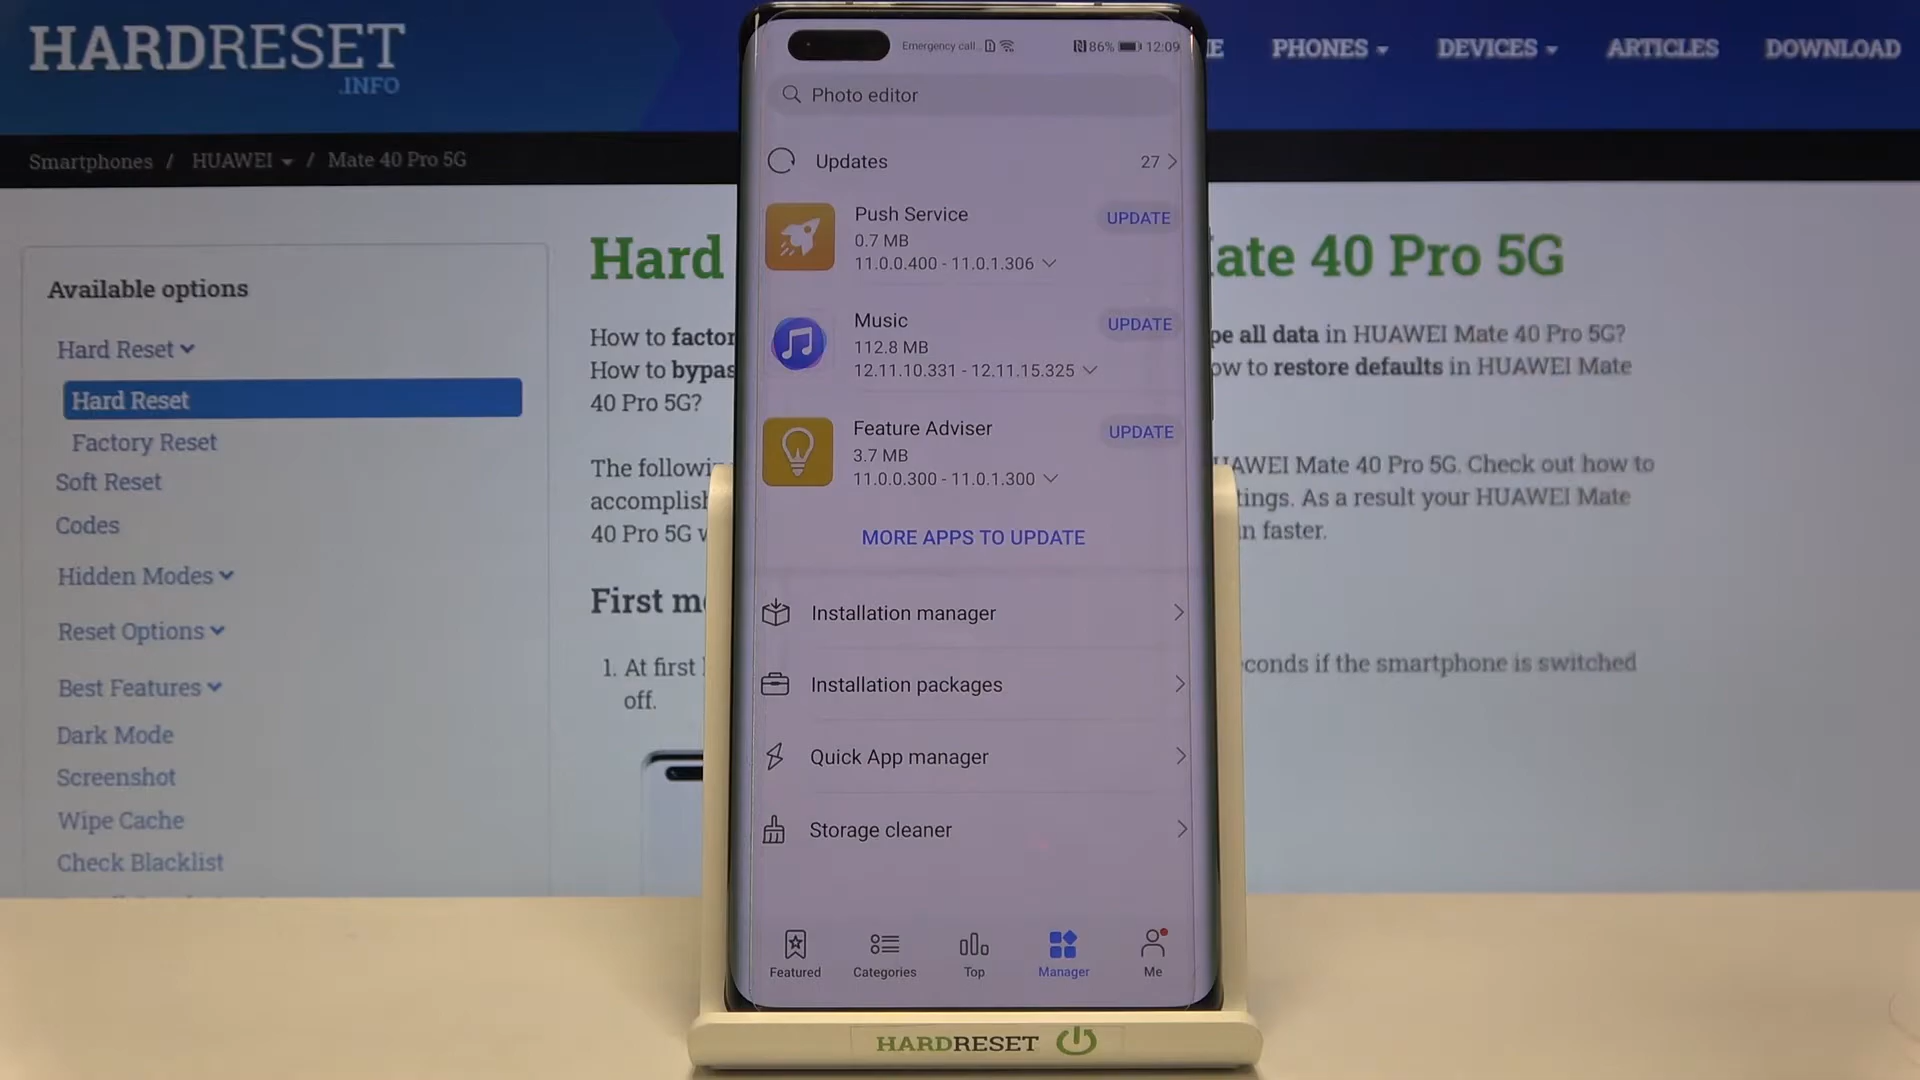 HARDRESET
.INFO
PHONES
DEVICES
ARTICLES
DOWNLOAD
Smartphones / HUAWEI / Mate 40 Pro 5G
Available options
Hard Reset
Hard Reset
Factory Reset
Soft Reset
Codes
Hidden Modes
Reset Options
Best Features
Dark Mode
Screenshot
Wipe Cache
Check Blacklist
Hard
ate 40 Pro 5G
How to factor
pe all data in HUAWEI Mate 40 Pro 5G?
How to bypas
ow to restore defaults in HUAWEI Mate
40 Pro 5G?
The followi
UAWEI Mate 40 Pro 5G. Check out how to
accomplish
tings. As a result your HUAWEI Mate
40 Pro 5G
n faster.
First m
1. At first
conds if the smartphone is switched
off.
Emergency call 86% 12:09
Photo editor
Updates 27
Push Service
UPDATE
0.7 MB
11.0.0.400 - 11.0.1.306
Music
UPDATE
112.8 MB
12.11.10.331 - 12.11.15.325
Feature Adviser
UPDATE
3.7 MB
11.0.0.300 - 11.0.1.300
MORE APPS TO UPDATE
Installation manager
Installation packages
Quick App manager
Storage cleaner
Featured
Categories
Top
Manager
Me
HARDRESET